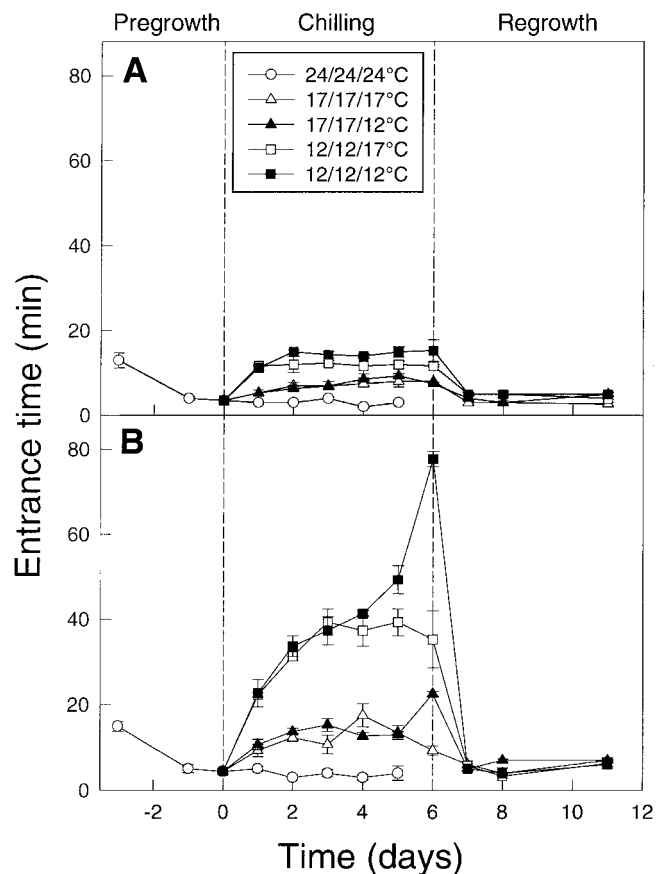 Pregrowth Chilling Regrowth
A
24/24/24°C
17/17/17°C
17/17/12°C
12/12/17°C
12/12/12°C
80
60
40
20
0
B
80
60
40
20
0
Entrance time (min)
-2 0 2 4 6 8 10 12
Time (days)